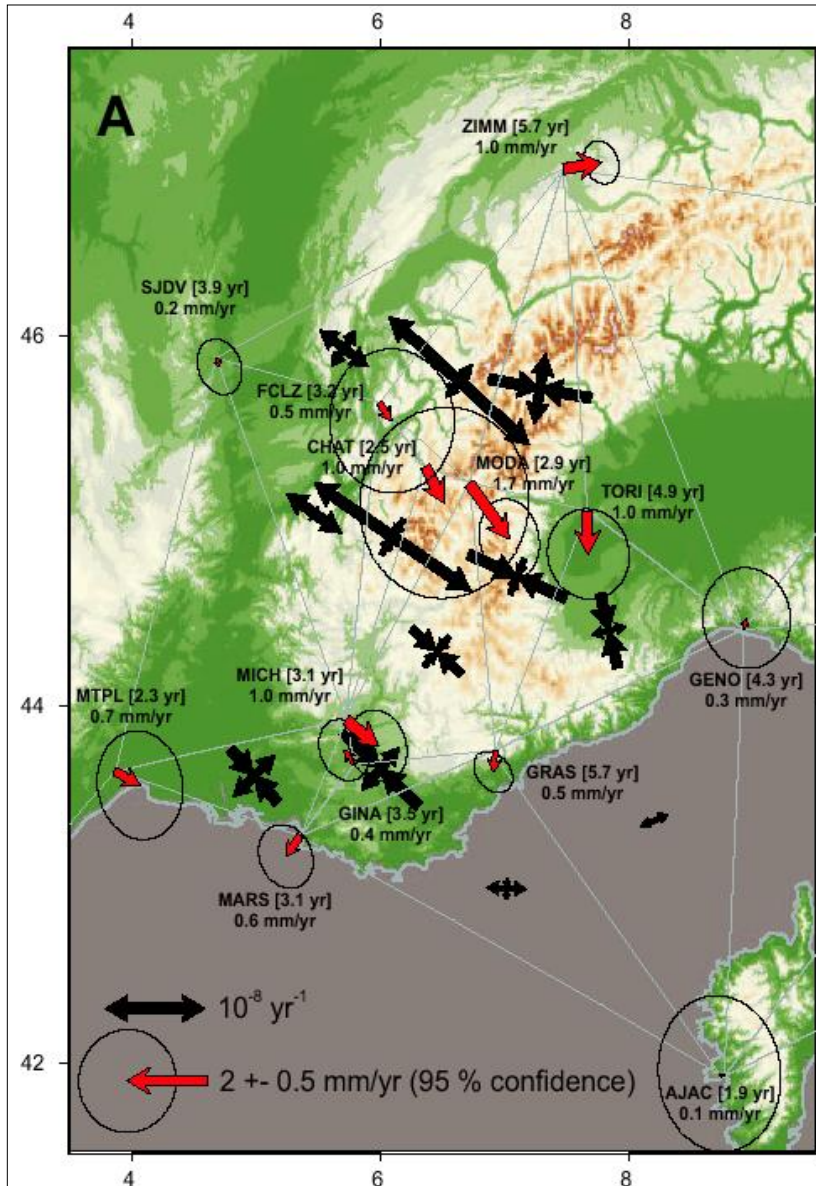 4 6 8
A
ZIMM [5.7 yr]
1.0 mm/yr
SJDV [3.9 yr]
0.2 mm/yr
46
FCLZ [3.2 yr]
0.5 mm/yr
CHAT [2.5 yr]
1.0 mm/yr
MODA [2.9 yr]
1.7 mm/yr
TORI [4.9 yr]
1.0 mm/yr
MICH [3.1 yr]
1.0 mm/yr
GENO [4.3 yr]
0.3 mm/yr
44
MTPL [2.3 yr]
0.7 mm/yr
GRAS [5.7 yr]
0.5 mm/yr
GINA [3.5 yr]
0.4 mm/yr
MARS [3.1 yr]
0.6 mm/yr
10⁻⁸ yr⁻¹
42
2 +- 0.5 mm/yr (95 % confidence)
AJAC [1.9 yr]
0.1 mm/yr
4 6 8